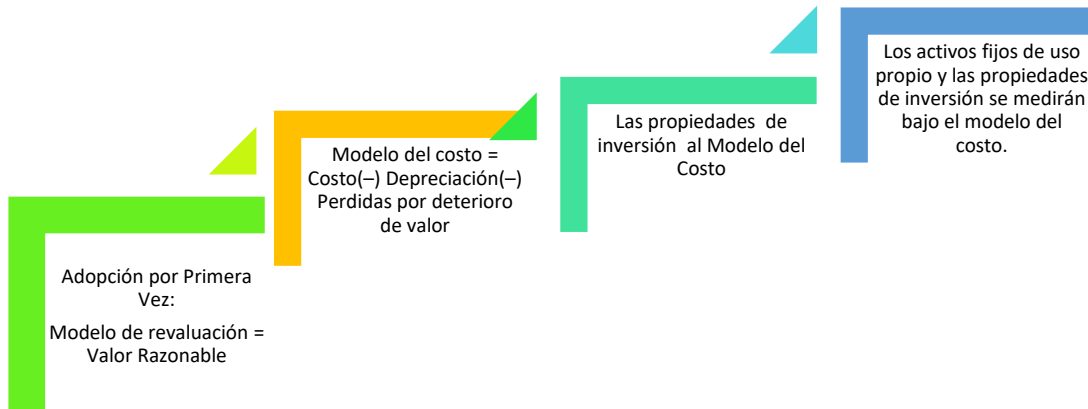 Adopción por Primera
Vez:
Modelo de revaluación =
Valor Razonable
Modelo del costo =
Costo(–) Depreciación(–)
Perdidas por deterioro
de valor
Las propiedades de
inversión al Modelo del
Costo
Los activos fijos de uso
propio y las propiedades
de inversión se medirán
bajo el modelo del
costo.